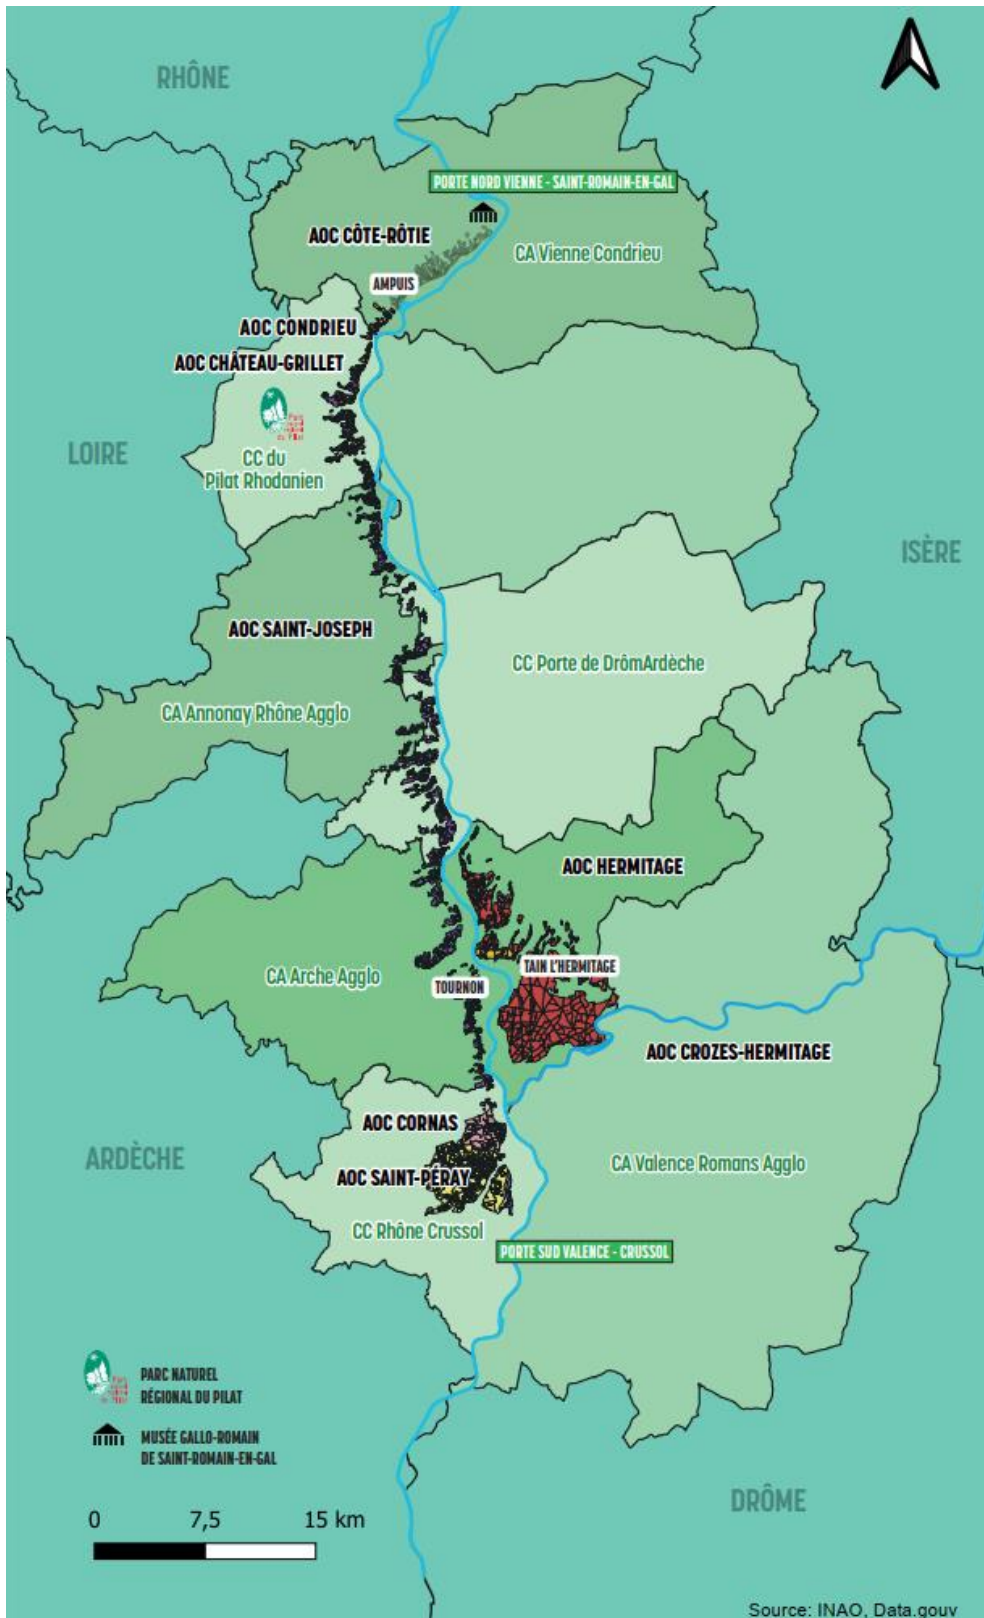 RHÔNE
PORTE NORD VIENNE - SAINT-ROMAIN-EN-GAL
AOC CÔTE-RÔTIE
CA Vienne Condrieu
AMPUIS
AOC CONDRIEU
AOC CHÂTEAU-GRILLET
LOIRE
CC du
Pilat Rhodanien
ISÈRE
AOC SAINT-JOSEPH
CC Porte de DrômArdèche
CA Annonay Rhône Agglo
AOC HERMITAGE
TAIN L'HERMITAGE
CA Arche Agglo
TOURNON
AOC CROZES-HERMITAGE
AOC CORNAS
ARDÈCHE
CA Valence Romans Agglo
AOC SAINT-PÉRAY
CC Rhône Crussol
PORTE SUD VALENCE - CRUSSOL
PARC NATUREL
RÉGIONAL DU PILAT
MUSÉE GALLO-ROMAIN
DE SAINT-ROMAIN-EN-GAL
DRÔME
0 7,5 15 km
Source: INAO, Data.gouv